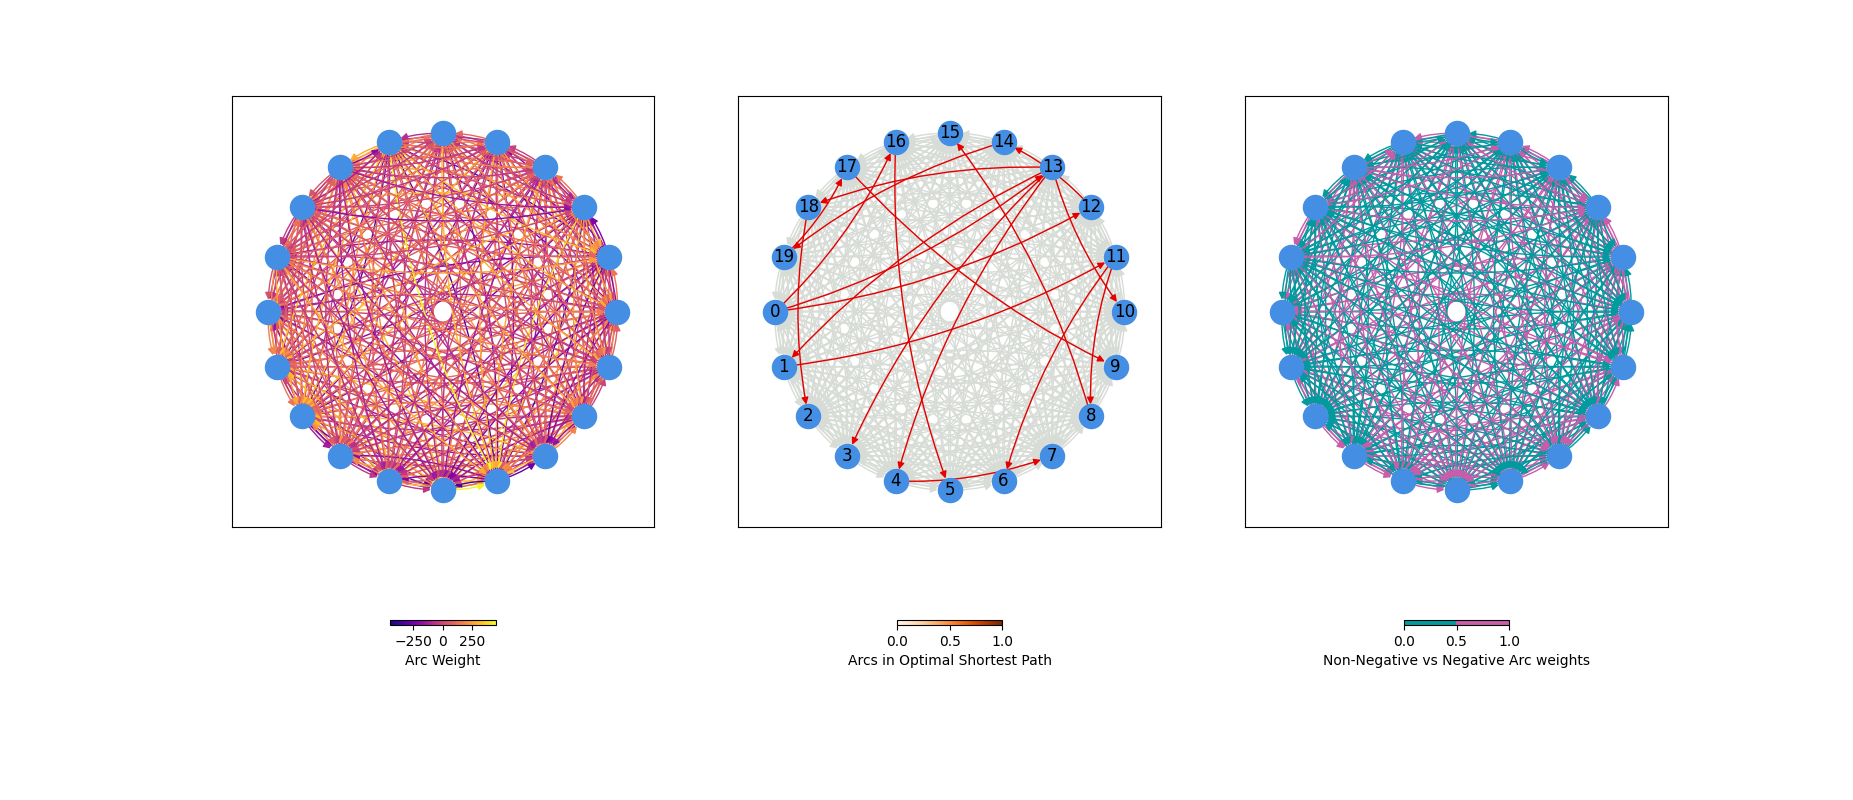 15
16 14
17 13
18 12
19 11
0 10
1 9
2 8
3 7
4 6
5
−250 0 250
Arc Weight
0.0 0.5 1.0
Arcs in Optimal Shortest Path
0.0 0.5 1.0
Non-Negative vs Negative Arc weights